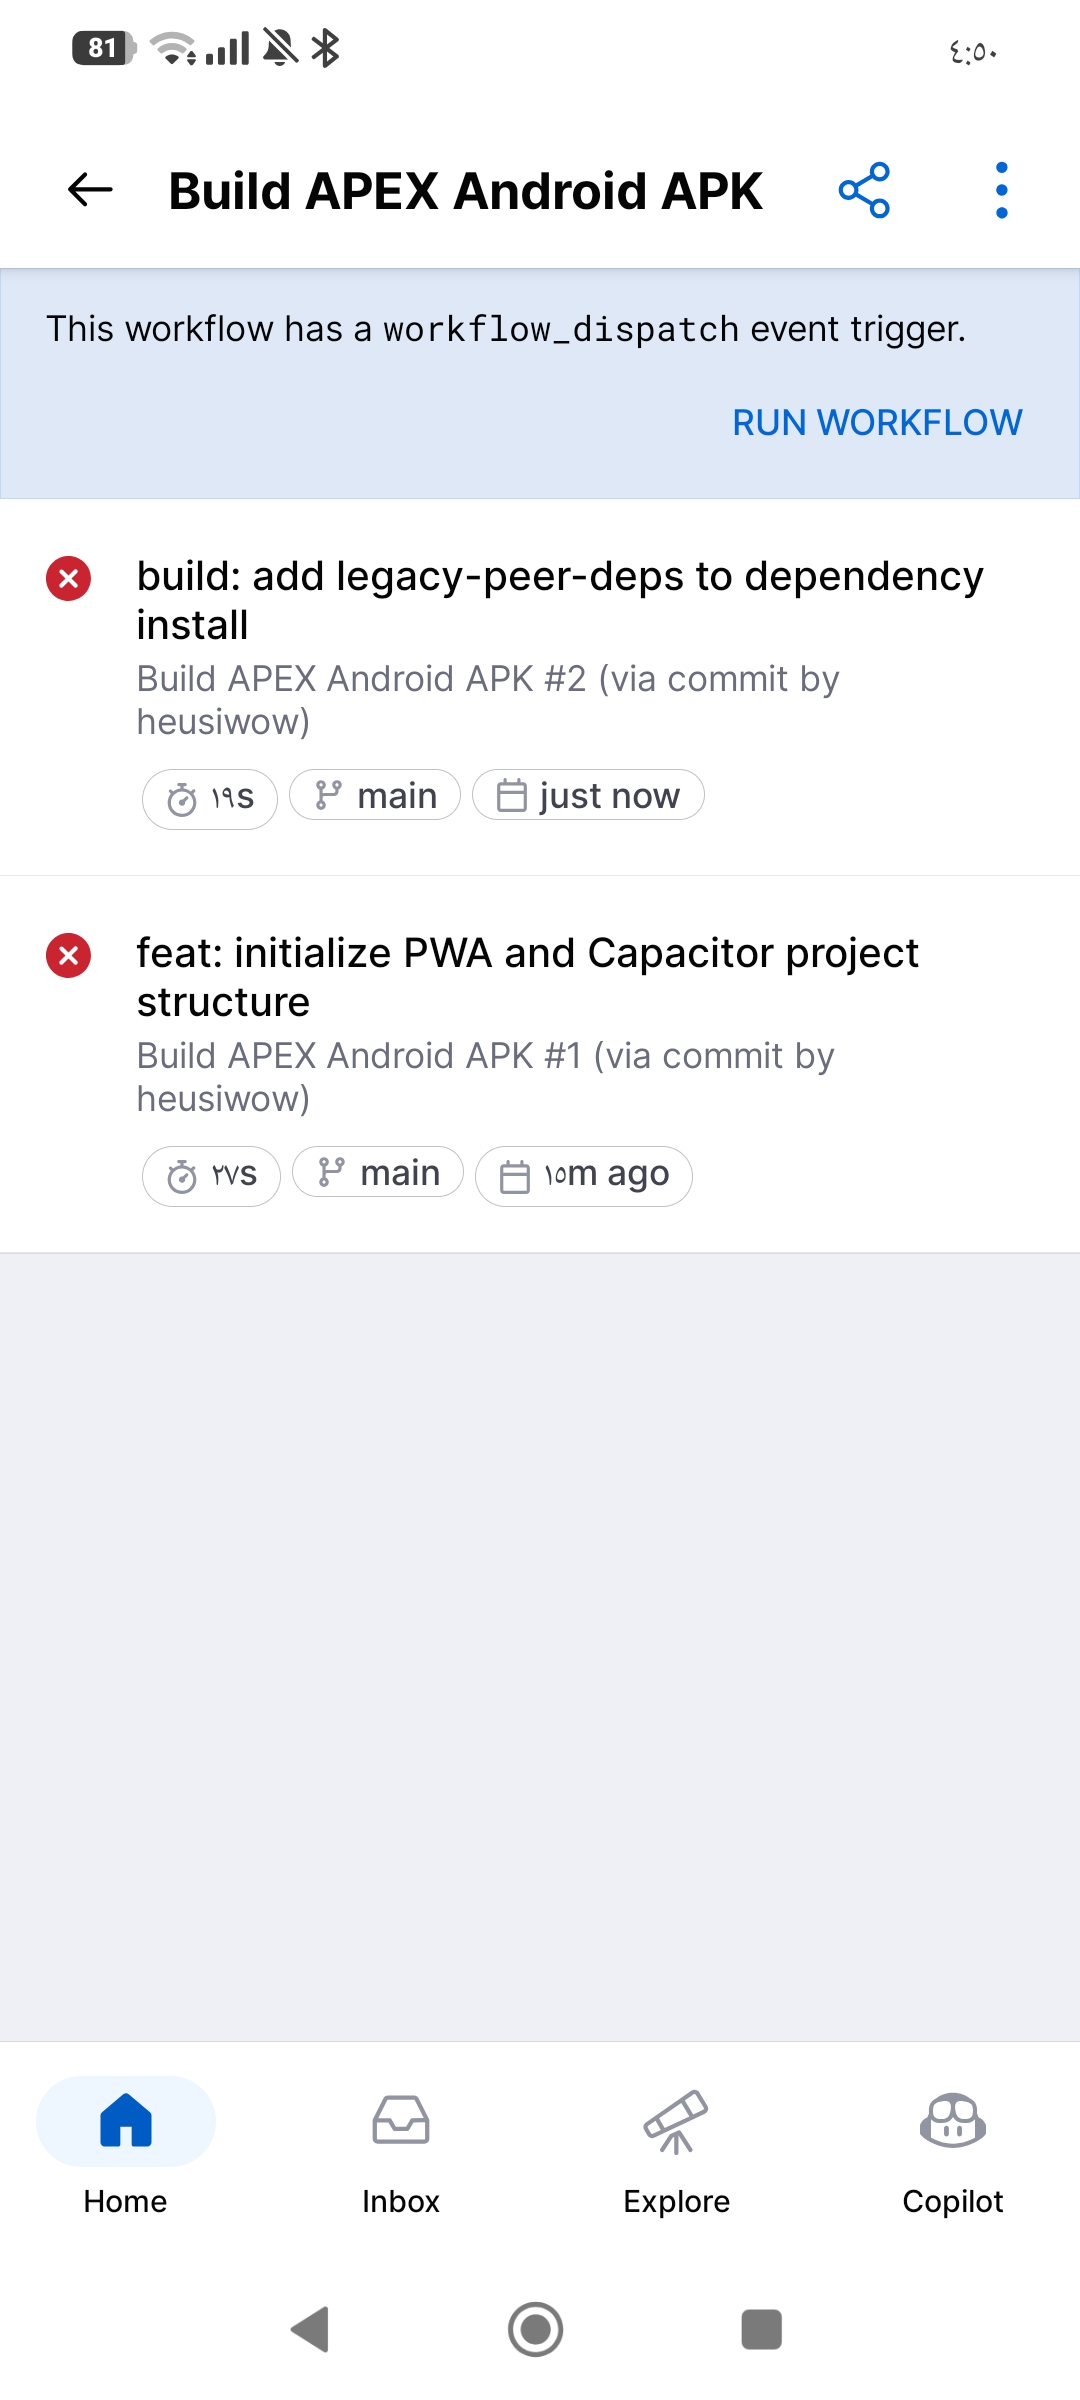 81
٤:٥٠
Build APEX Android APK
This workflow has a workflow_dispatch event trigger.
RUN WORKFLOW
build: add legacy-peer-deps to dependency
install
Build APEX Android APK #2 (via commit by
heusiwow)
١٩s main just now
feat: initialize PWA and Capacitor project
structure
Build APEX Android APK #1 (via commit by
heusiwow)
٢٧s main ١٥m ago
Home Inbox Explore Copilot